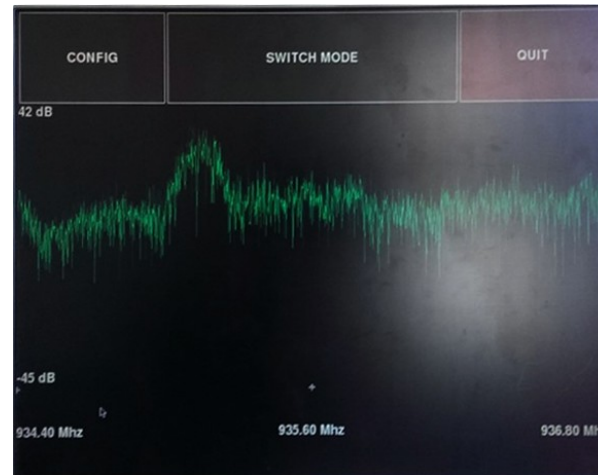 CONFIG
SWITCH MODE
QUIT
42 dB
-45 dB
934.40 Mhz
935.60 Mhz
936.80 Mh